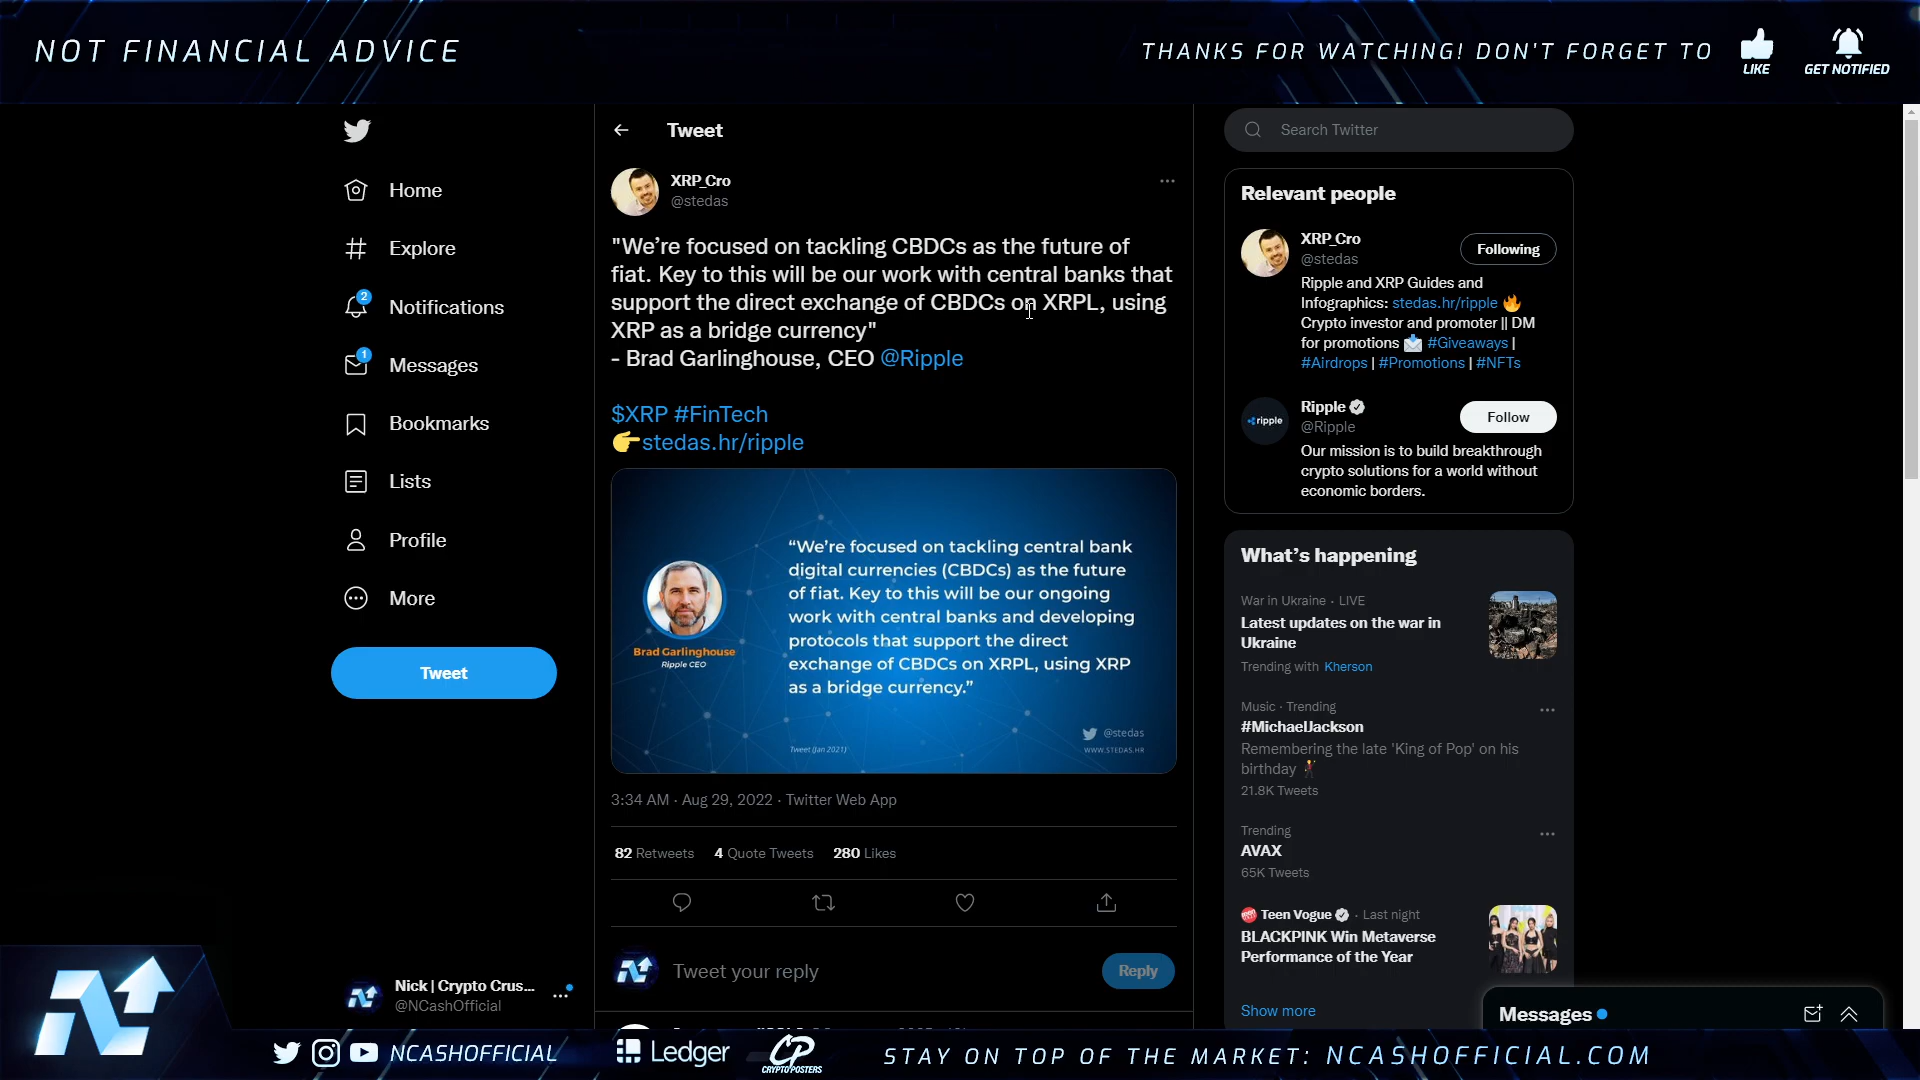 NOT FINANCIAL ADVICE
THANKS FOR WATCHING! DON'T FORGET TO
LIKE
GET NOTIFIED
Home
Explore
2
Notifications
1
Messages
Bookmarks
Lists
Profile
More
Tweet
Nick | Crypto Crus...
@NCashOfficial
Tweet
XRP_Cro
@stedas
"We're focused on tackling CBDCs as the future of
fiat. Key to this will be our work with central banks that
support the direct exchange of CBDCs on XRPL, using
XRP as a bridge currency"
- Brad Garlinghouse, CEO @Ripple
$XRP #FinTech
👉stedas.hr/ripple
Brad Garlinghouse
Ripple CEO
“We're focused on tackling central bank
digital currencies (CBDCs) as the future
of fiat. Key to this will be our ongoing
work with central banks and developing
protocols that support the direct
exchange of CBDCs on XRPL, using XRP
as a bridge currency.”
Tweet (Jan 2021)
@stedas
WWW.STEDAS.HR
3:34 AM · Aug 29, 2022 · Twitter Web App
82 Retweets 4 Quote Tweets 280 Likes
Tweet your reply
Reply
Search Twitter
Relevant people
XRP_Cro
@stedas
Following
Ripple and XRP Guides and
Infographics: stedas.hr/ripple 🔥
Crypto investor and promoter || DM
for promotions 📩 #Giveaways |
#Airdrops | #Promotions | #NFTs
ripple
Ripple
@Ripple
Follow
Our mission is to build breakthrough
crypto solutions for a world without
economic borders.
What's happening
War in Ukraine · LIVE
Latest updates on the war in
Ukraine
Trending with Kherson
Music · Trending
#MichaelJackson
Remembering the late 'King of Pop' on his
birthday 🕺
21.8K Tweets
Trending
AVAX
65K Tweets
Teen Vogue · Last night
BLACKPINK Win Metaverse
Performance of the Year
Show more
Messages
NCASHOFFICIAL
Ledger
CP
CRYPTOPOSTERS
STAY ON TOP OF THE MARKET: NCASHOFFICIAL.COM